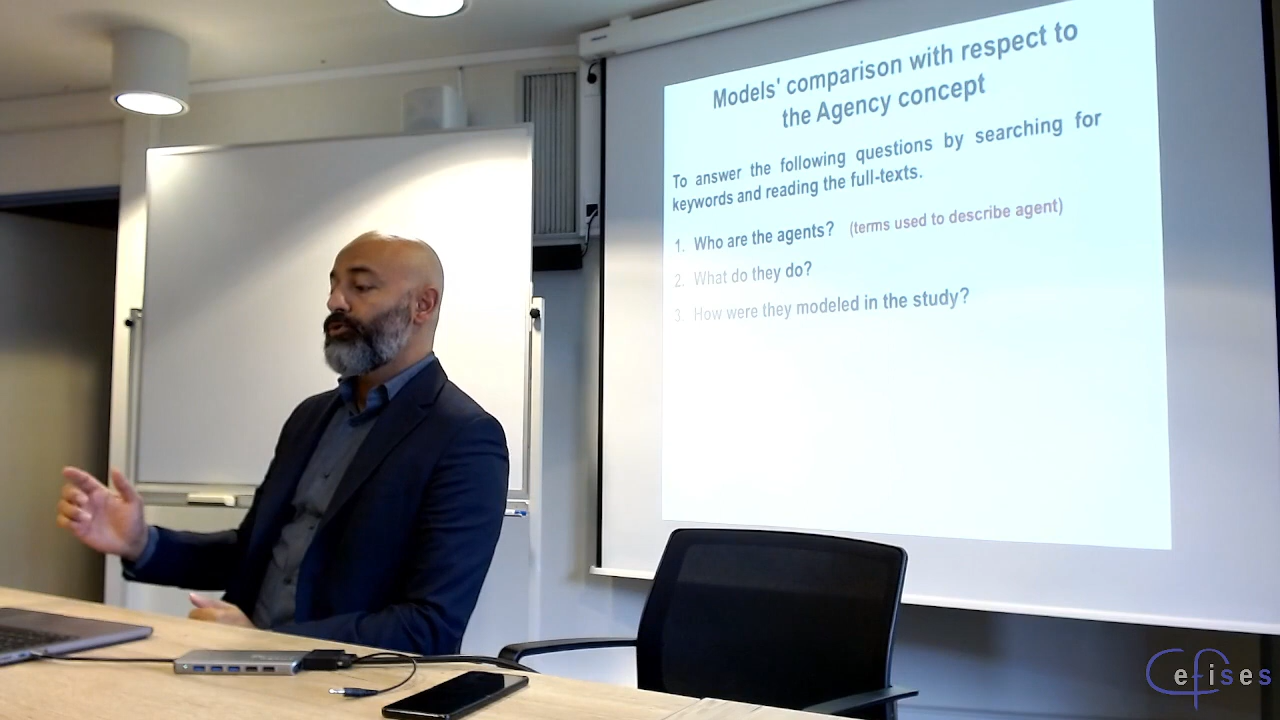 Models' comparison with respect to
the Agency concept
To answer the following questions by searching for
keywords and reading the full-texts.
1. Who are the agents? (terms used to describe agent)
2. What do they do?
3. How were they modeled in the study?
Cefises